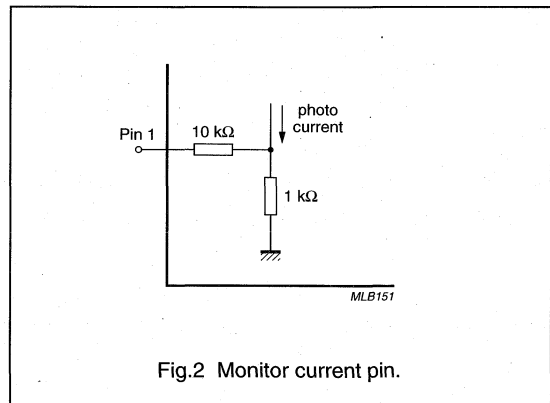 photo
current
Pin 1
10 kΩ
1 kΩ
MLB151
Fig.2 Monitor current pin.